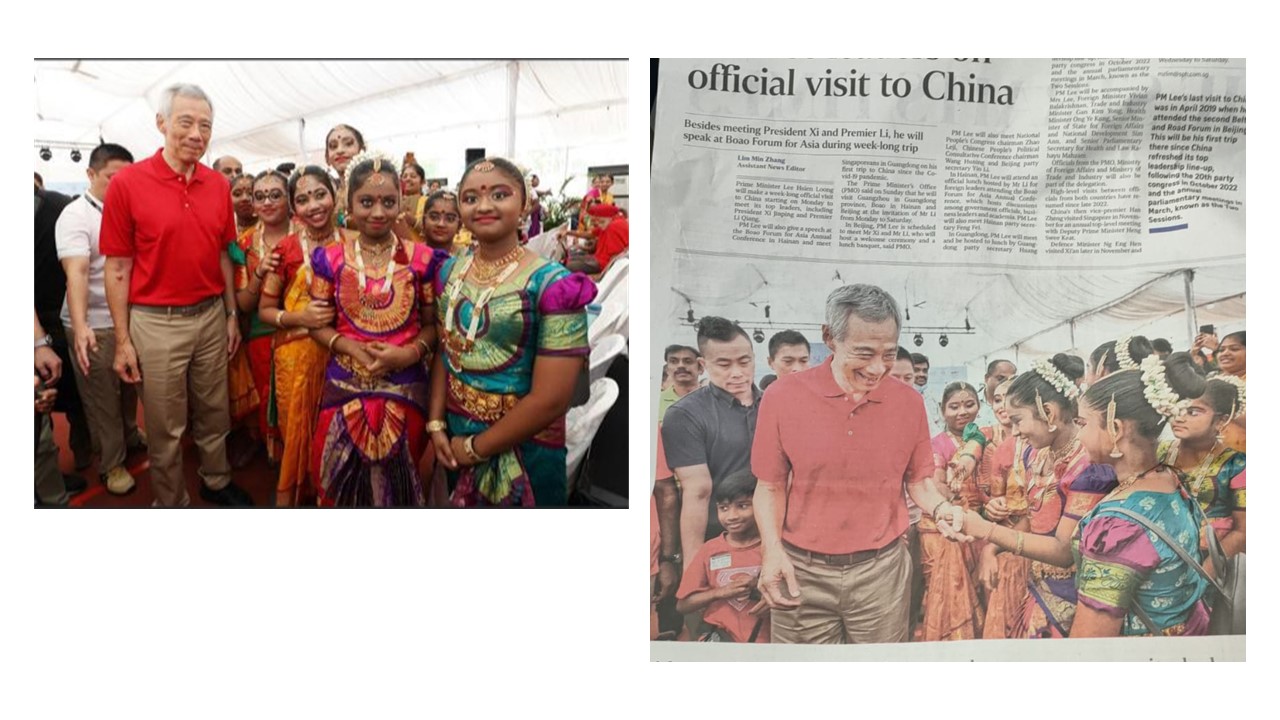 official visit to China
Besides meeting President Xi and Premier Li, he will
speak at Boao Forum for Asia during week-long trip
Lim Min Zhang
Assistant News Editor
Prime Minister Lee Hsien Loong
will make a week-long official visit
to China starting on Monday to
meet its top leaders, including
President Xi Jinping and Premier
Li Qiang.
PM Lee will also give a speech at
the Boao Forum for Asia Annual
Conference in Hainan and meet
Singaporeans in Guangdong on his
first trip to China since the Co-
vid-19 pandemic.
The Prime Minister's Office
(PMO) said on Sunday that he will
visit Guangzhou in Guangdong
province, Boao in Hainan and
Beijing at the invitation of Mr Li
from Monday to Saturday.
In Beijing, PM Lee is scheduled
to meet Mr Xi and Mr Li, who will
host a welcome ceremony and a
lunch banquet, said PMO.
PM Lee will also meet National
People's Congress chairman Zhao
Leji, Chinese People's Political
Consultative Conference chairman
Wang Huning and Beijing party
secretary Yin Li.
In Hainan, PM Lee will attend an
official lunch hosted by Mr Li for
foreign leaders attending the Boao
Forum for Asia Annual Confe-
rence, which hosts discussions
among government officials, busi-
ness leaders and academics. PM Lee
will also meet Hainan party secre-
tary Feng Fei.
In Guangdong, PM Lee will meet
and be hosted to lunch by Guang-
dong party secretary Huang
party congress in October 2022
and the annual parliamentary
meetings in March, known as the
Two Sessions.
PM Lee will be accompanied by
Mrs Lee, Foreign Minister Vivian
Balakrishnan, Trade and Industry
Minister Gan Kim Yong, Health
Minister Ong Ye Kung, Senior Min-
ister of State for Foreign Affairs
and National Development Sim
Ann, and Senior Parliamentary
Secretary for Health and Law Ra-
hayu Mahzam.
Officials from the PMO, Ministry
of Foreign Affairs and Ministry of
Trade and Industry will also be
part of the delegation.
High-level visits between offi-
cials from both countries have re-
sumed since late 2022.
China's then vice-premier Han
Zheng visited Singapore in Novem-
ber for an annual top-level meeting
with Deputy Prime Minister Heng
Swee Keat.
Defence Minister Ng Eng Hen
visited Xi'an later in November and
Wednesday to Saturday.
PM Lee's last visit to Chi
was in April 2019 when h
attended the second Belt
and Road Forum in Beijing
This will be his first trip
there since China
refreshed its top
leadership line-up,
following the 20th party
congress in October 2022
and the annual
parliamentary meetings in
March, known as the Two
Sessions.